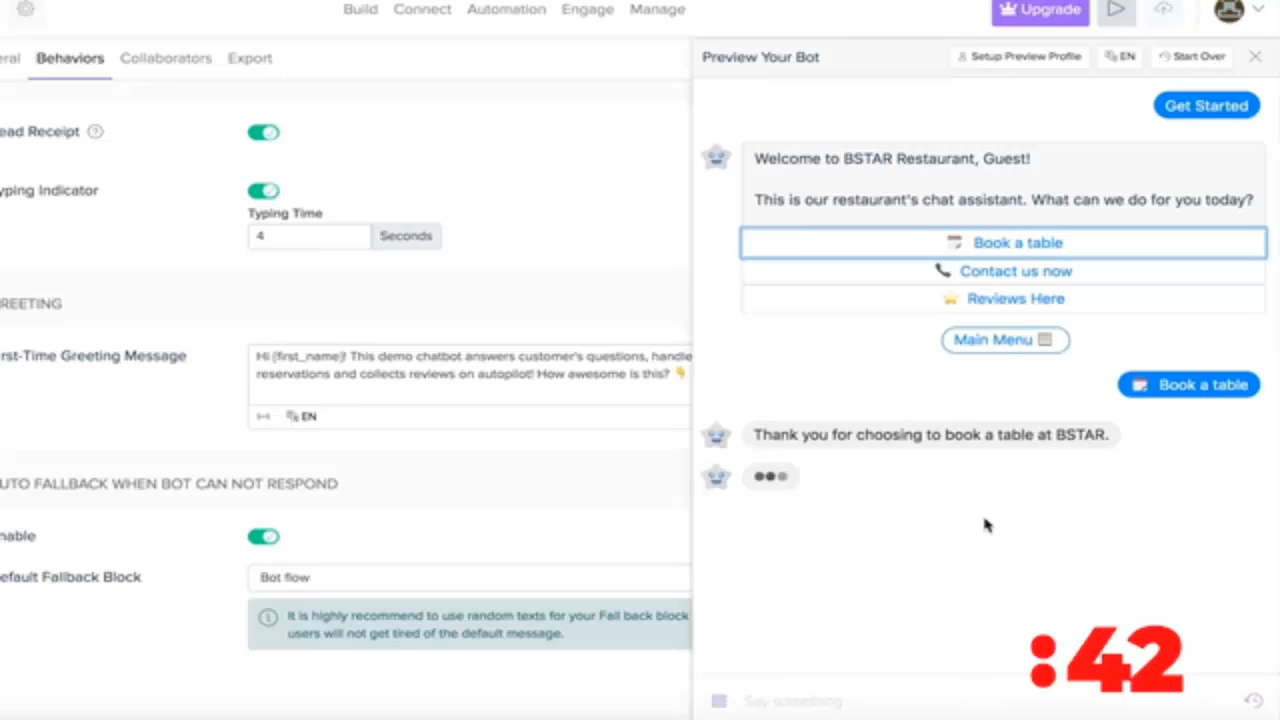 Build Connect Automation Engage Manage
Upgrade
eral Behaviors Collaborators Export
Preview Your Bot Setup Preview Profile EN Start Over
Get Started
ead Receipt ?
Welcome to BSTAR Restaurant, Guest!
yping Indicator
This is our restaurant's chat assistant. What can we do for you today?
Typing Time
4 Seconds
Book a table
Contact us now
Reviews Here
REETING
Main Menu
rst-Time Greeting Message
Hi {first_name}! This demo chatbot answers customer's questions, handle
reservations and collects reviews on autopilot! How awesome is this?
EN
Book a table
Thank you for choosing to book a table at BSTAR.
UTO FALLBACK WHEN BOT CAN NOT RESPOND
nable
efault Fallback Block
Bot flow
It is highly recommend to use random texts for your Fall back block
users will not get tired of the default message.
:42
Say something